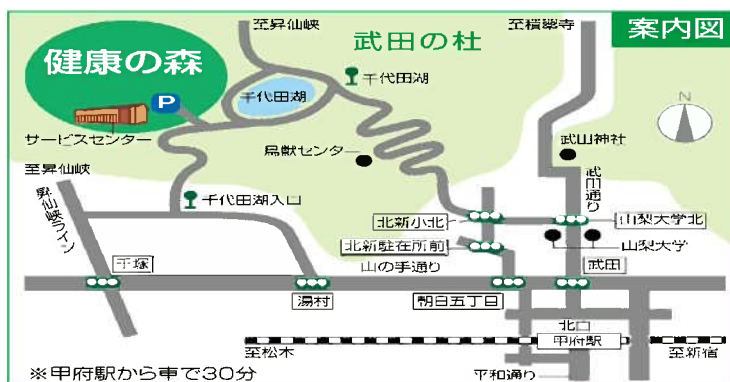 至昇仙峡
至積翠寺
案内図
武田の杜
健康の森
千代田湖
千代田湖
P
N
サービスセンター
鳥獣センター
武山神社
至昇仙峡
武田通り
千代田湖入口
昇仙峡ライン
北新小北
山梨大学北
北新駐在所前
山梨大学
山の手通り
平塚
武田
湯村
朝日五丁目
北口
甲府駅
至松木
至新宿
※甲府駅から車で30分
平和通り